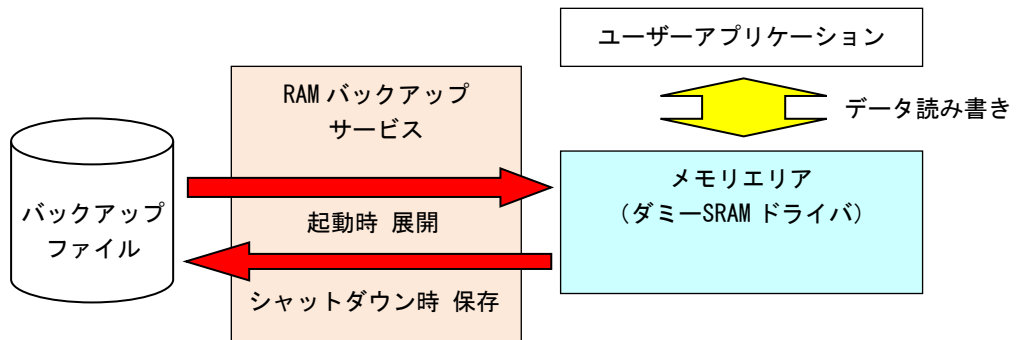 ユーザーアプリケーション
データ読み書き
RAM バックアップ
サービス
メモリエリア
（ダミーSRAM ドライバ）
バックアップ
ファイル
起動時 展開
シャットダウン時 保存